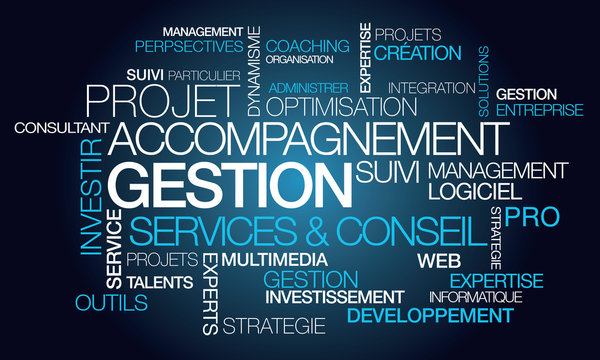 MANAGEMENT
PERPSECTIVES
DYNAMISME
COACHING
ORGANISATION
EXPERTISE
PROJETS
CRÉATION
SUIVI PARTICULIER
ADMINISTRER
INTEGRATION
SOLUTIONS
GESTION
ENTREPRISE
PROJET
OPTIMISATION
CONSULTANT
ACCOMPAGNEMENT
INVESTIR
GESTION
SUIVI
MANAGEMENT
LOGICIEL
SERVICE
SERVICES & CONSEIL
STRATEGIE
PRO
PROJETS
EXPERTS
MULTIMEDIA
WEB
TALENTS
GESTION
EXPERTISE
OUTILS
INVESTISSEMENT
INFORMATIQUE
STRATEGIE
DEVELOPPEMENT